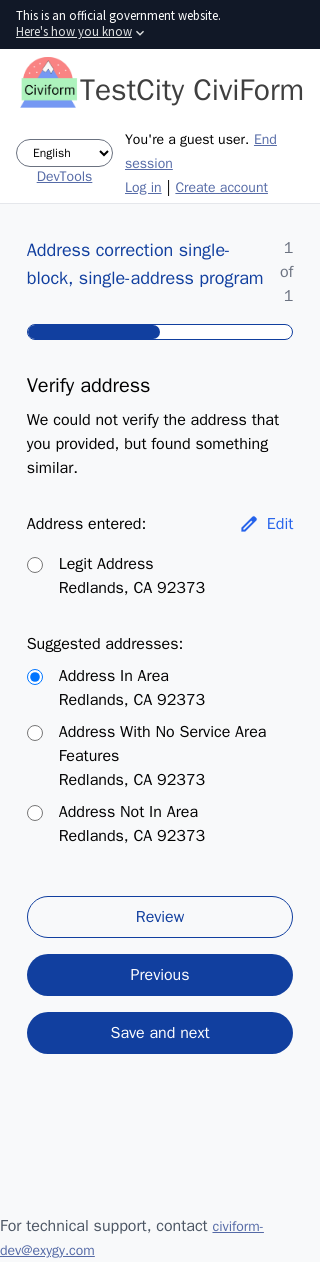 This is an official government website.
Here's how you know
Civiform TestCity CiviForm
English
DevTools
You're a guest user. End
session
Log in | Create account
Address correction single-
block, single-address program
1
of
1
Verify address
We could not verify the address that
you provided, but found something
similar.
Address entered:
Edit
Legit Address
Redlands, CA 92373
Suggested addresses:
Address In Area
Redlands, CA 92373
Address With No Service Area
Features
Redlands, CA 92373
Address Not In Area
Redlands, CA 92373
Review
Previous
Save and next
For technical support, contact civiform-
dev@exygy.com